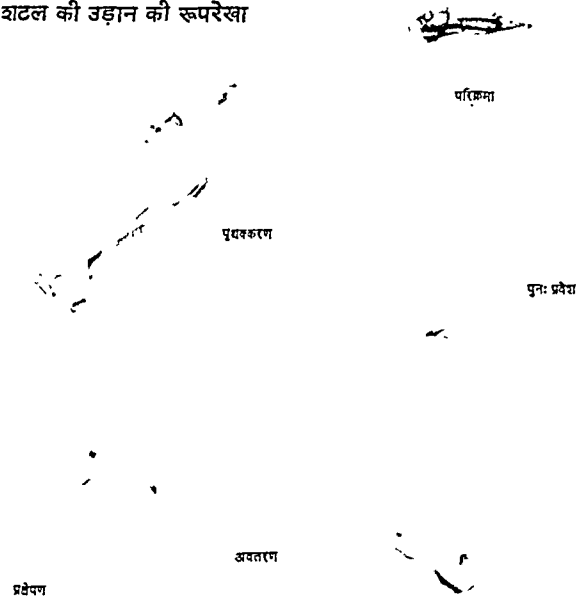 शटल की उड़ान की रूपरेखा
परिक्रमा
पृथक्करण
पुनः प्रवेश
अवतरण
प्रक्षेपण